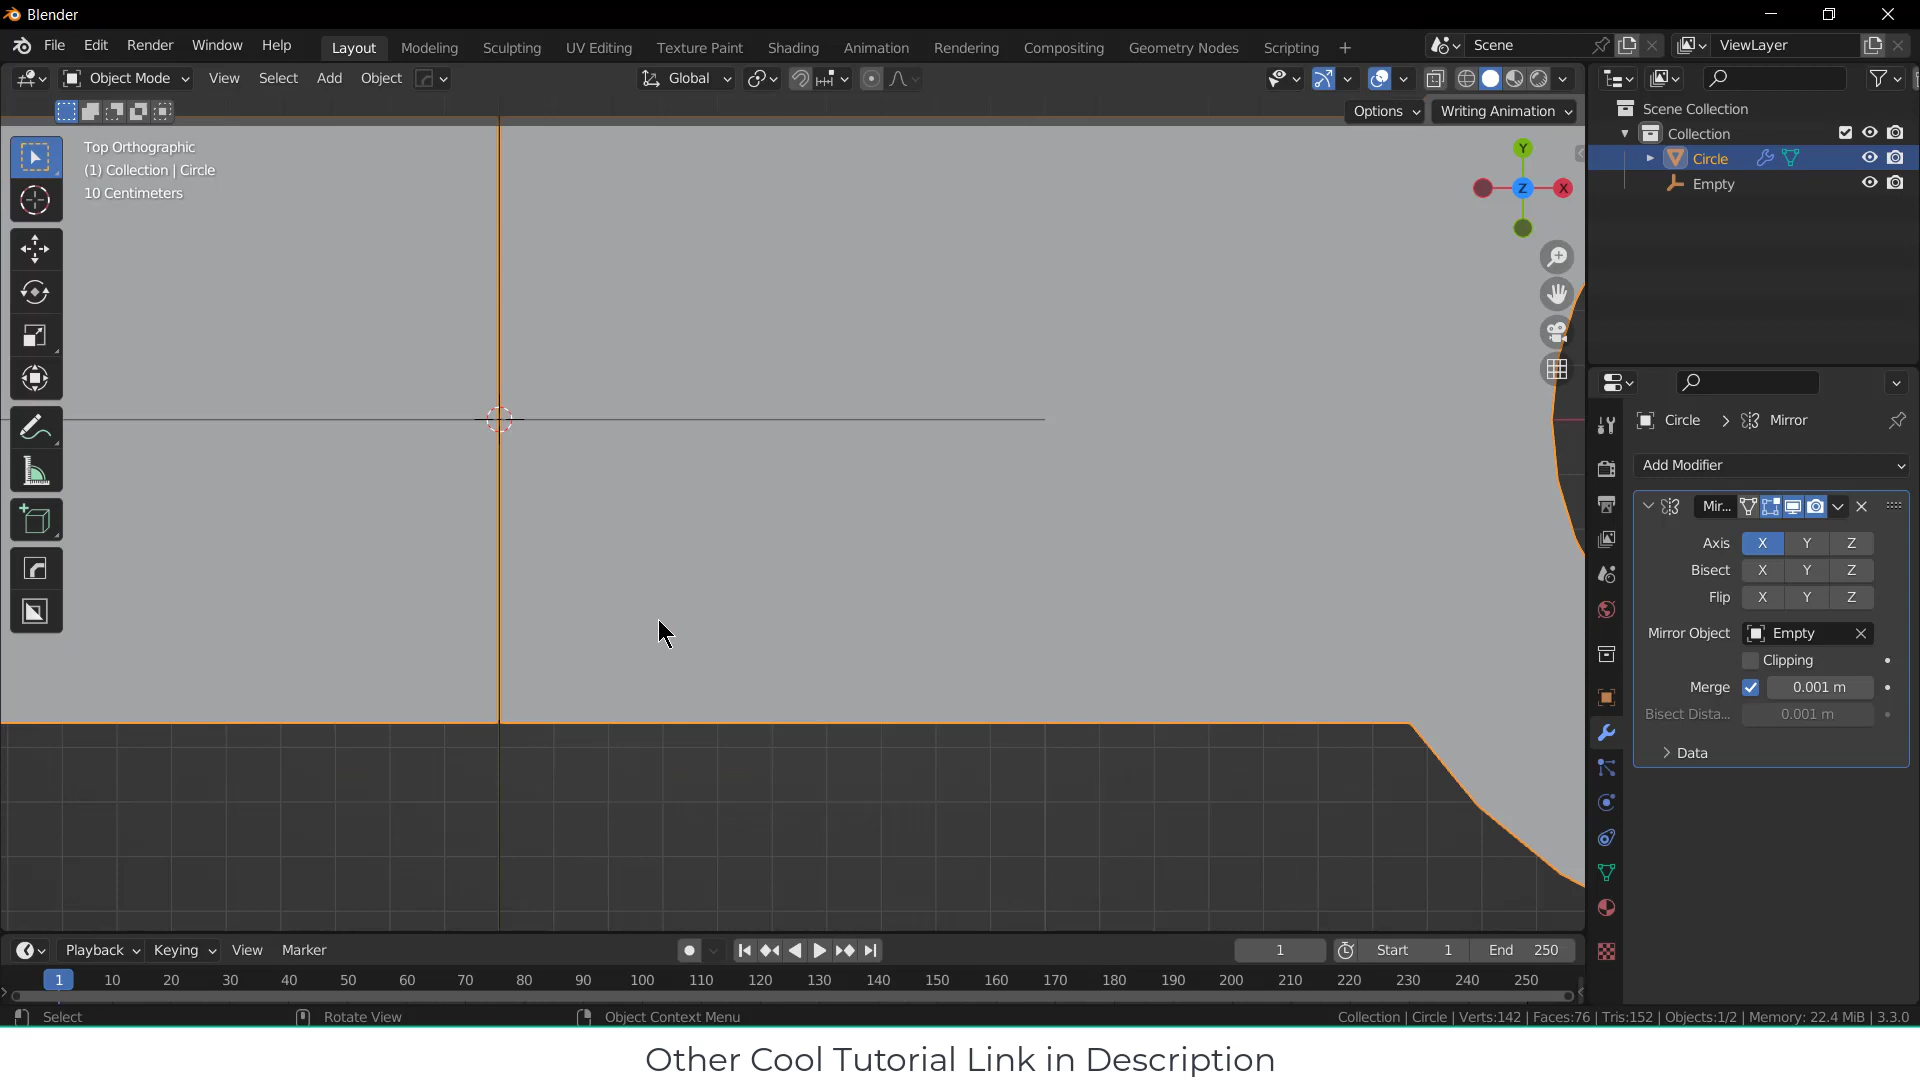 Blender
File Edit Render Window Help Layout Modeling Sculpting UV Editing Texture Paint Shading Animation Rendering Compositing Geometry Nodes Scripting + Scene ViewLayer
Object Mode View Select Add Object Global
Options Writing Animation
Top Orthographic
(1) Collection | Circle
10 Centimeters
Y
Z X
Scene Collection
Collection
Circle
Empty
Circle > Mirror
Add Modifier
Mir...
Axis X Y Z
Bisect X Y Z
Flip X Y Z
Mirror Object Empty
Clipping
Merge 0.001 m
Bisect Dista... 0.001 m
Data
Playback Keying View Marker 1 Start 1 End 250
1 10 20 30 40 50 60 70 80 90 100 110 120 130 140 150 160 170 180 190 200 210 220 230 240 250
Select Rotate View Object Context Menu Collection | Circle | Verts:142 | Faces:76 | Tris:152 | Objects:1/2 | Memory: 22.4 MiB | 3.3.0
Other Cool Tutorial Link in Description